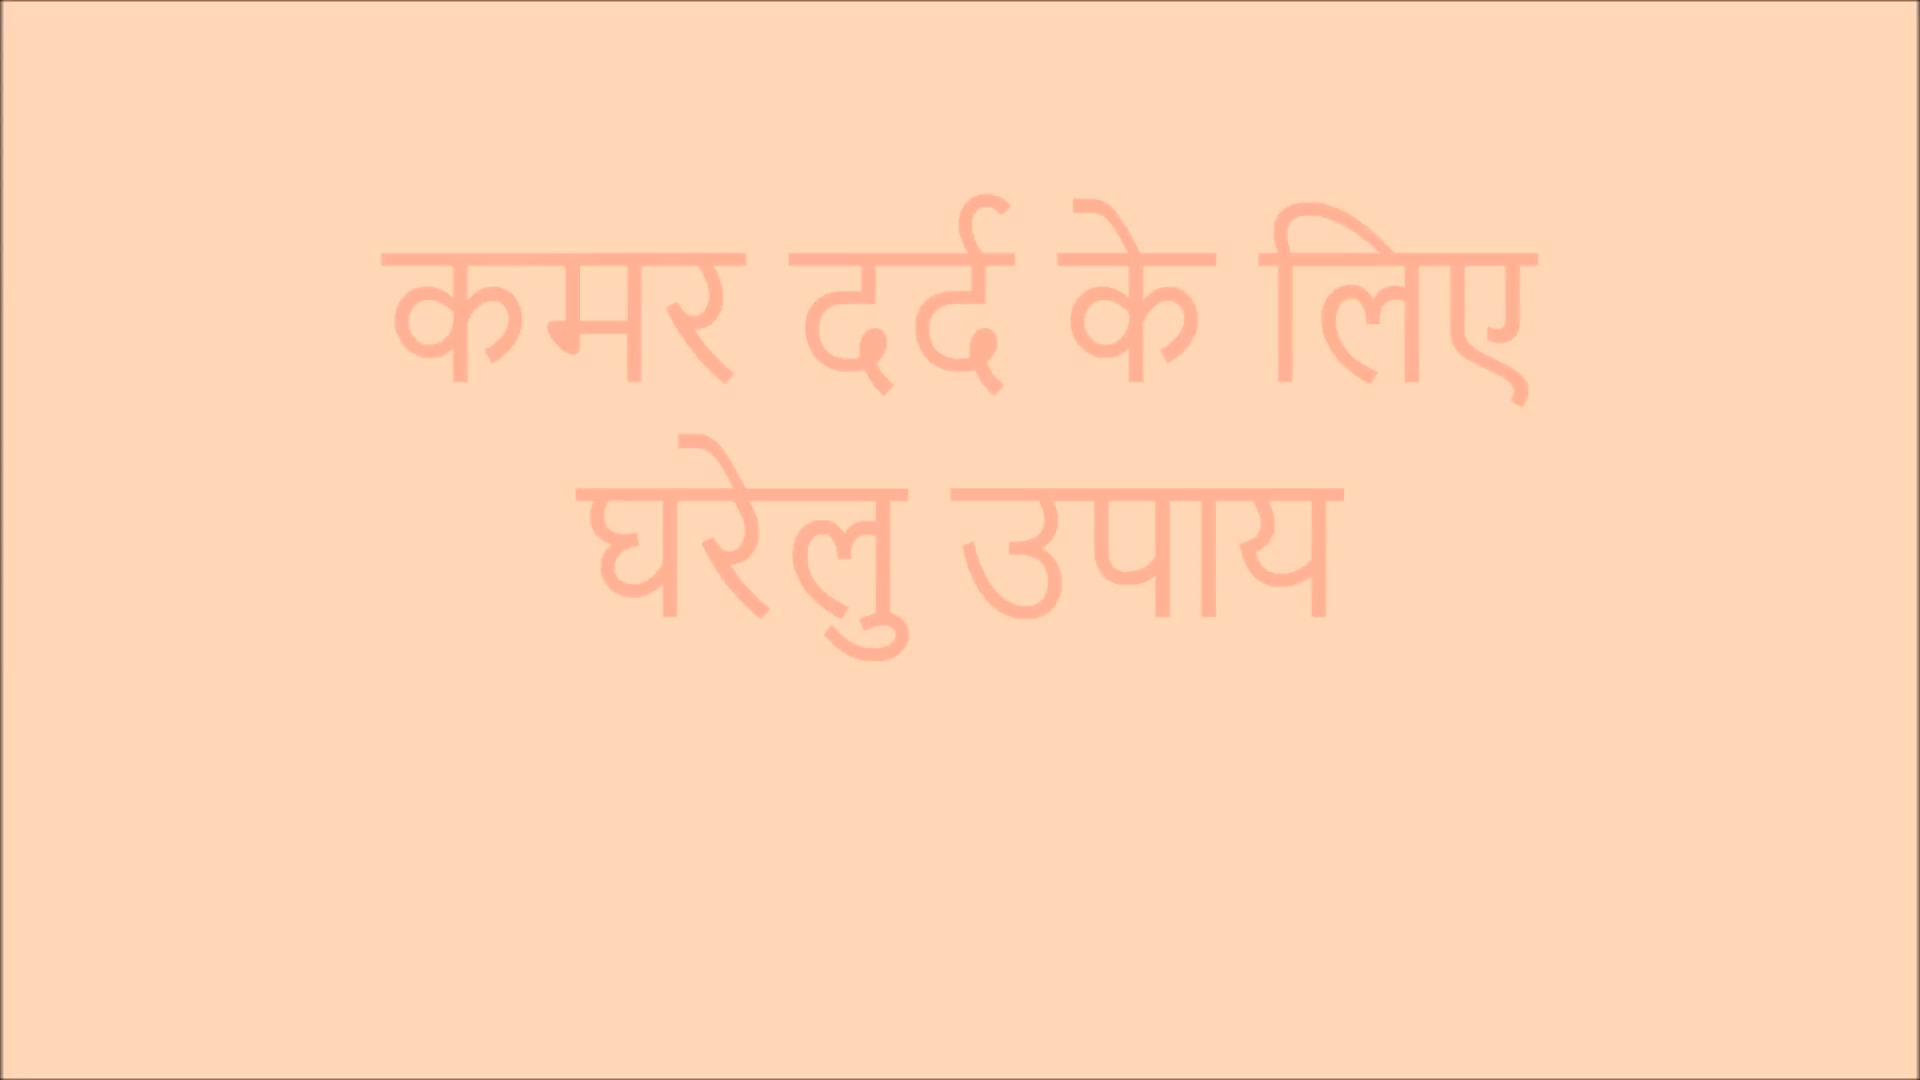 कमर दर्द के लिए
घरेलु उपाय